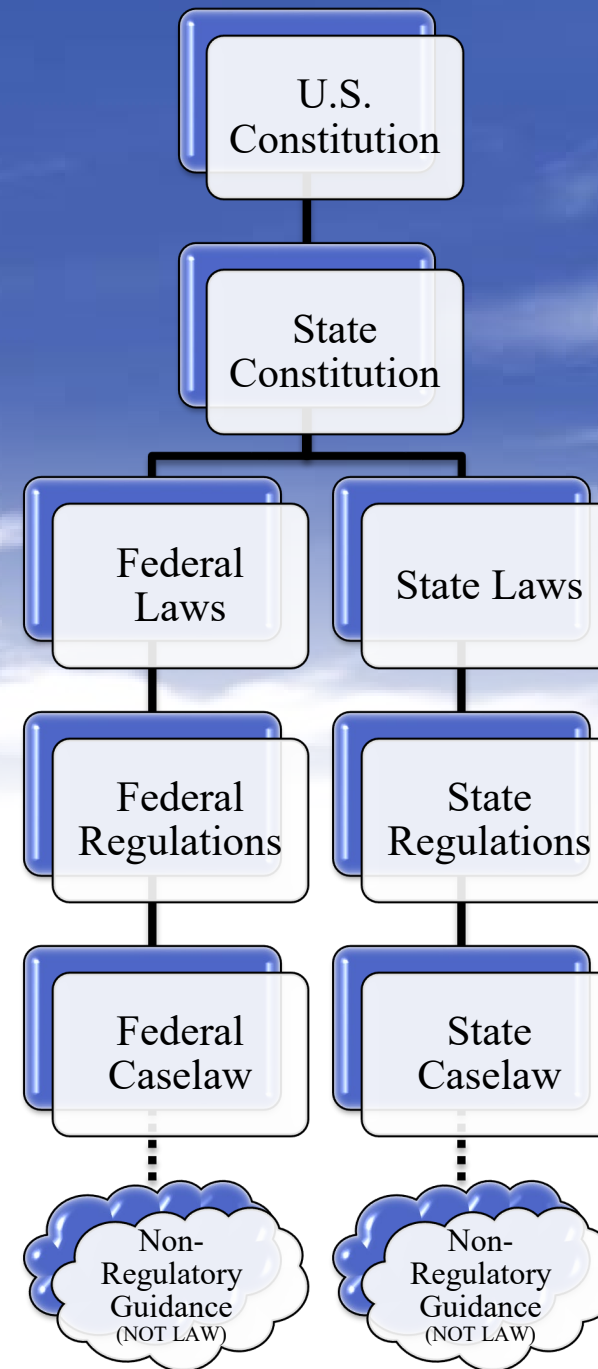 U.S.
Constitution
State
Constitution
Federal
Laws
State Laws
Federal
Regulations
State
Regulations
Federal
Caselaw
State
Caselaw
Non-
Regulatory
Guidance
(NOT LAW)
Non-
Regulatory
Guidance
(NOT LAW)